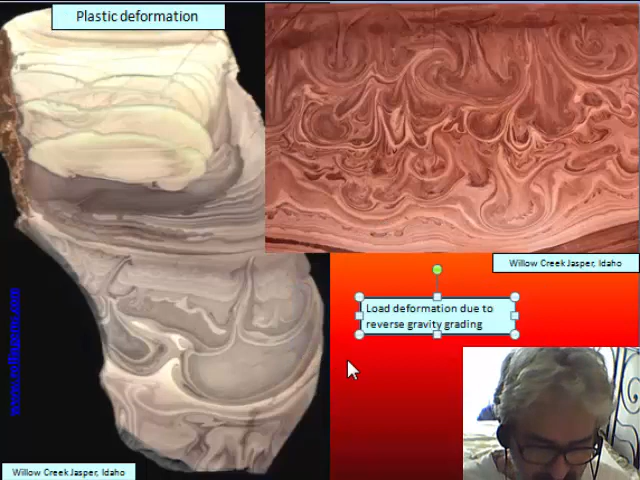 Plastic deformation
Willow Creek Jasper, Idaho
Load deformation due to
reverse gravity grading
Willow Creek Jasper, Idaho